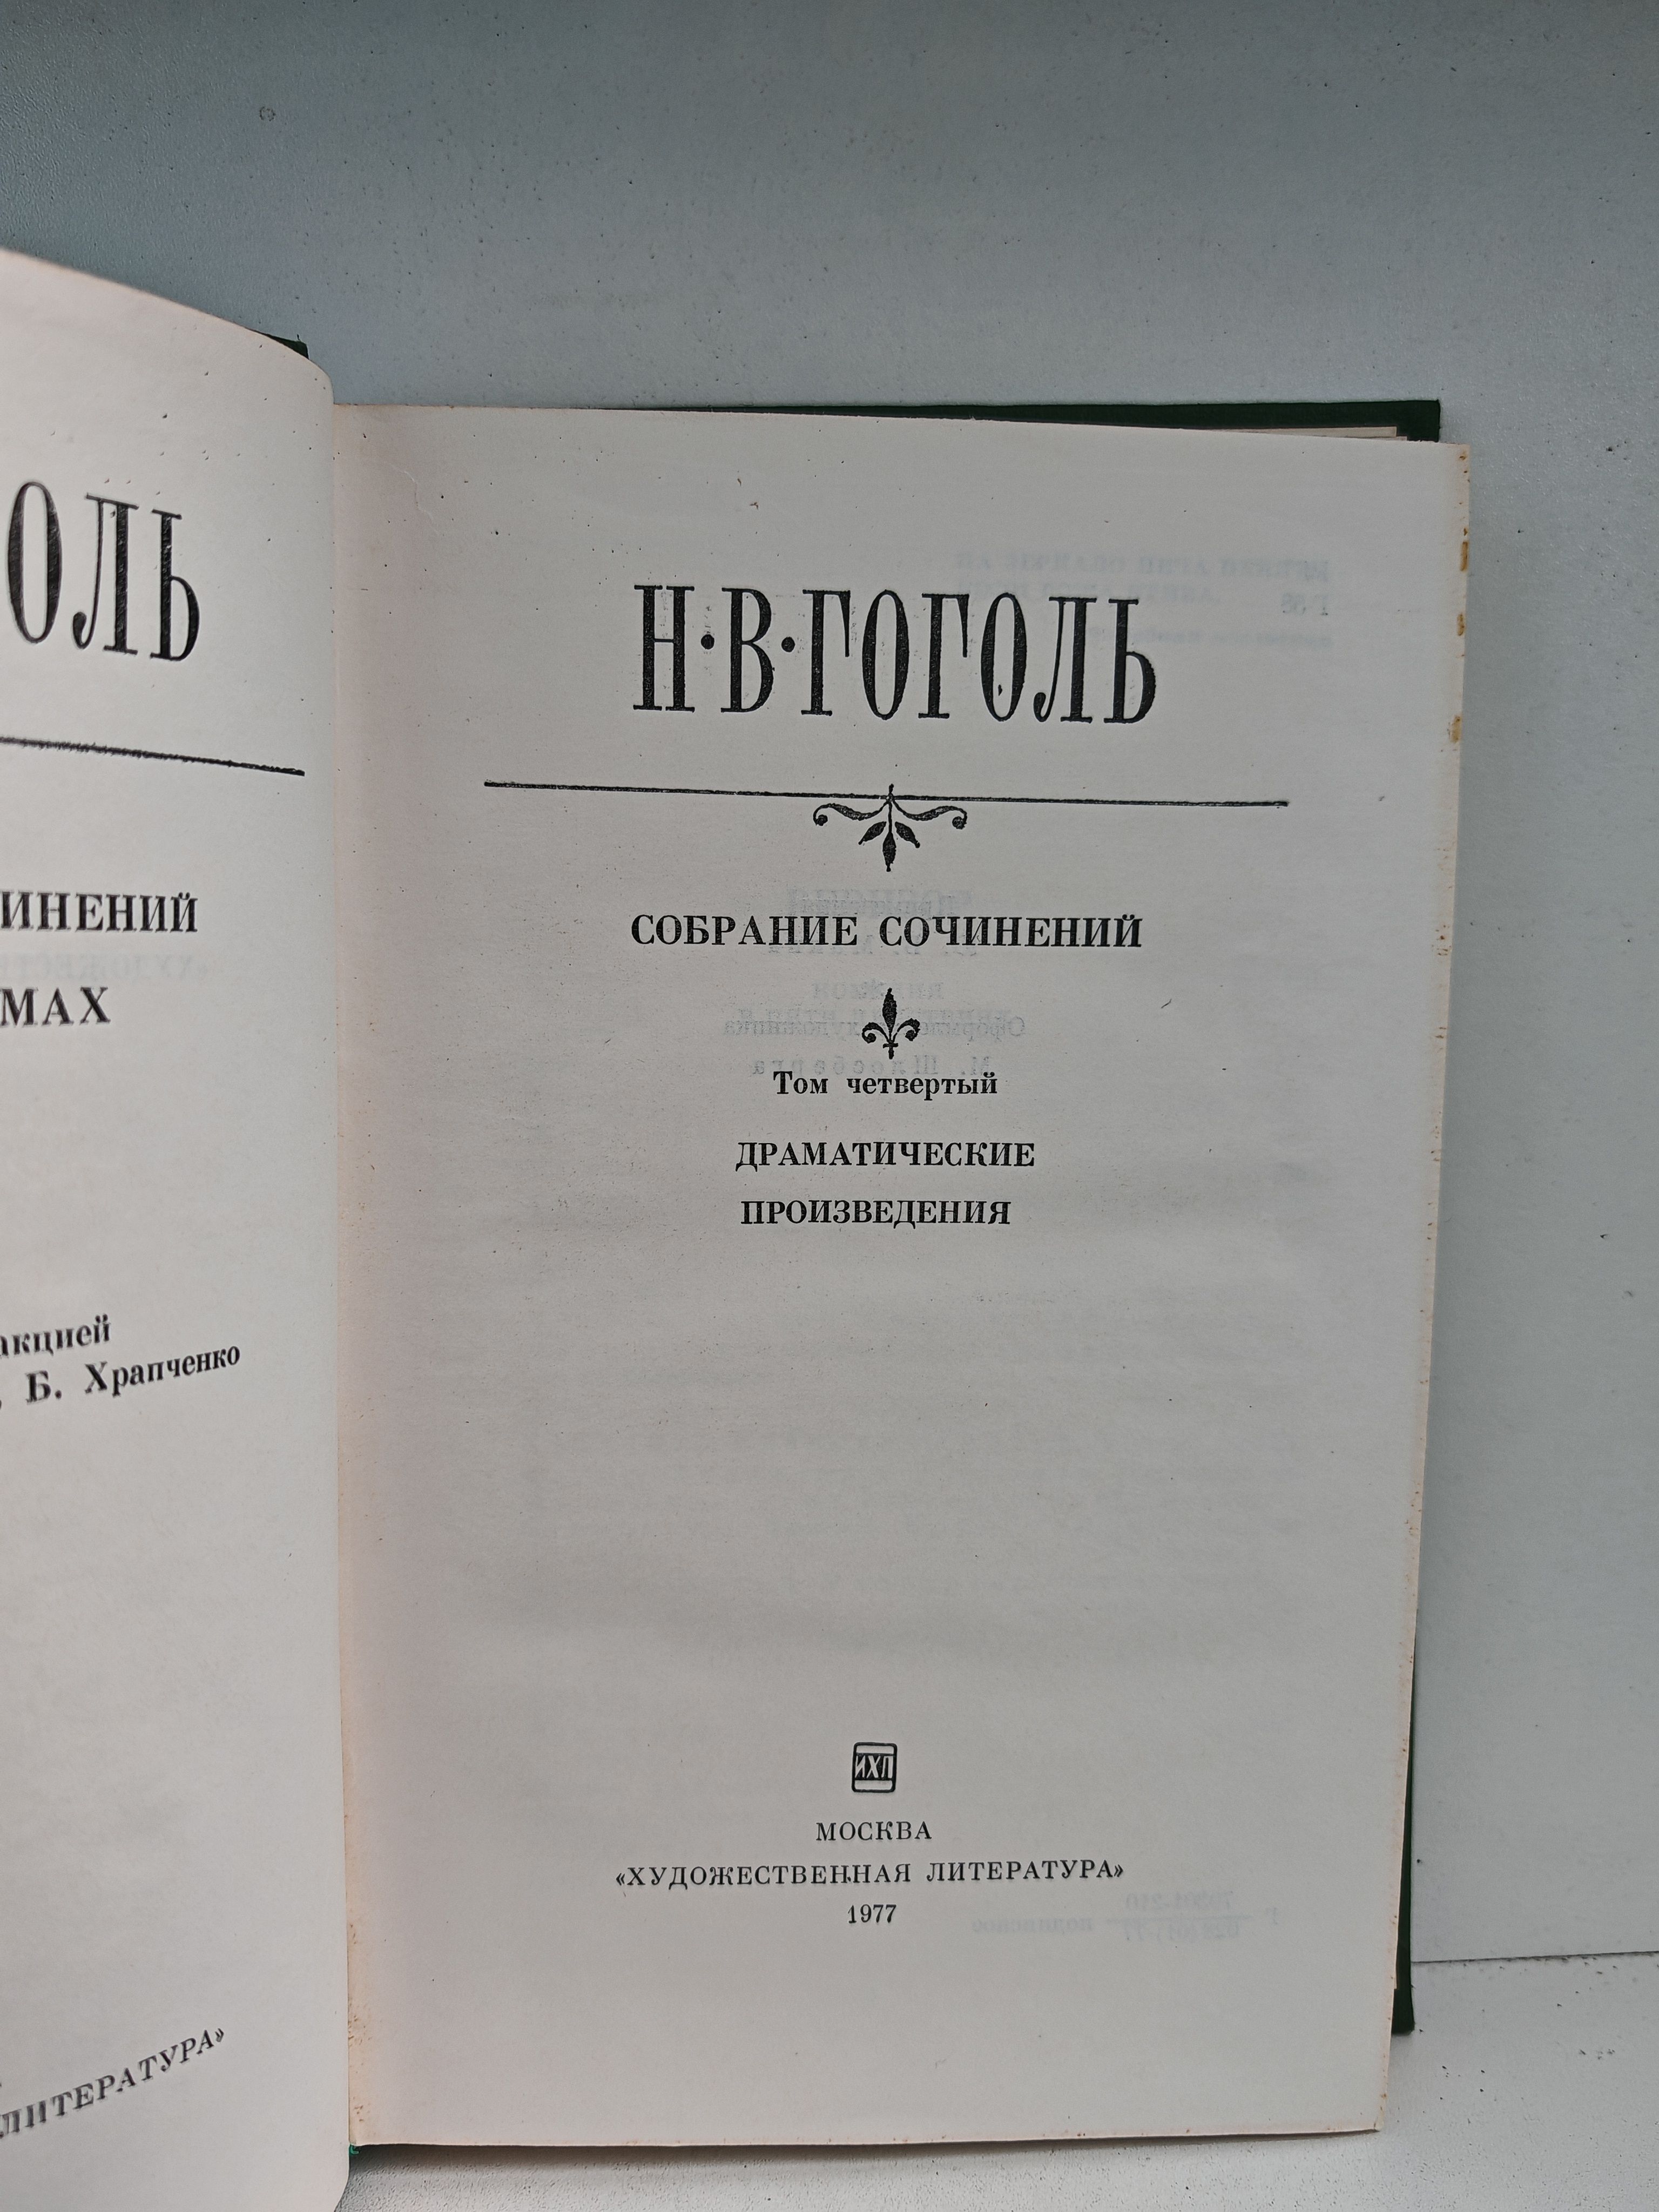 ОЛЬ
ИНЕНИЙ
МАХ
акцией
Б. Храпченко
ЛИТЕРАТУРА»
Н·В·ГОГОЛЬ
СОБРАНИЕ СОЧИНЕНИЙ
Том четвертый
ДРАМАТИЧЕСКИЕ
ПРОИЗВЕДЕНИЯ
ИХЛ
МОСКВА
«ХУДОЖЕСТВЕННАЯ ЛИТЕРАТУРА»
1977